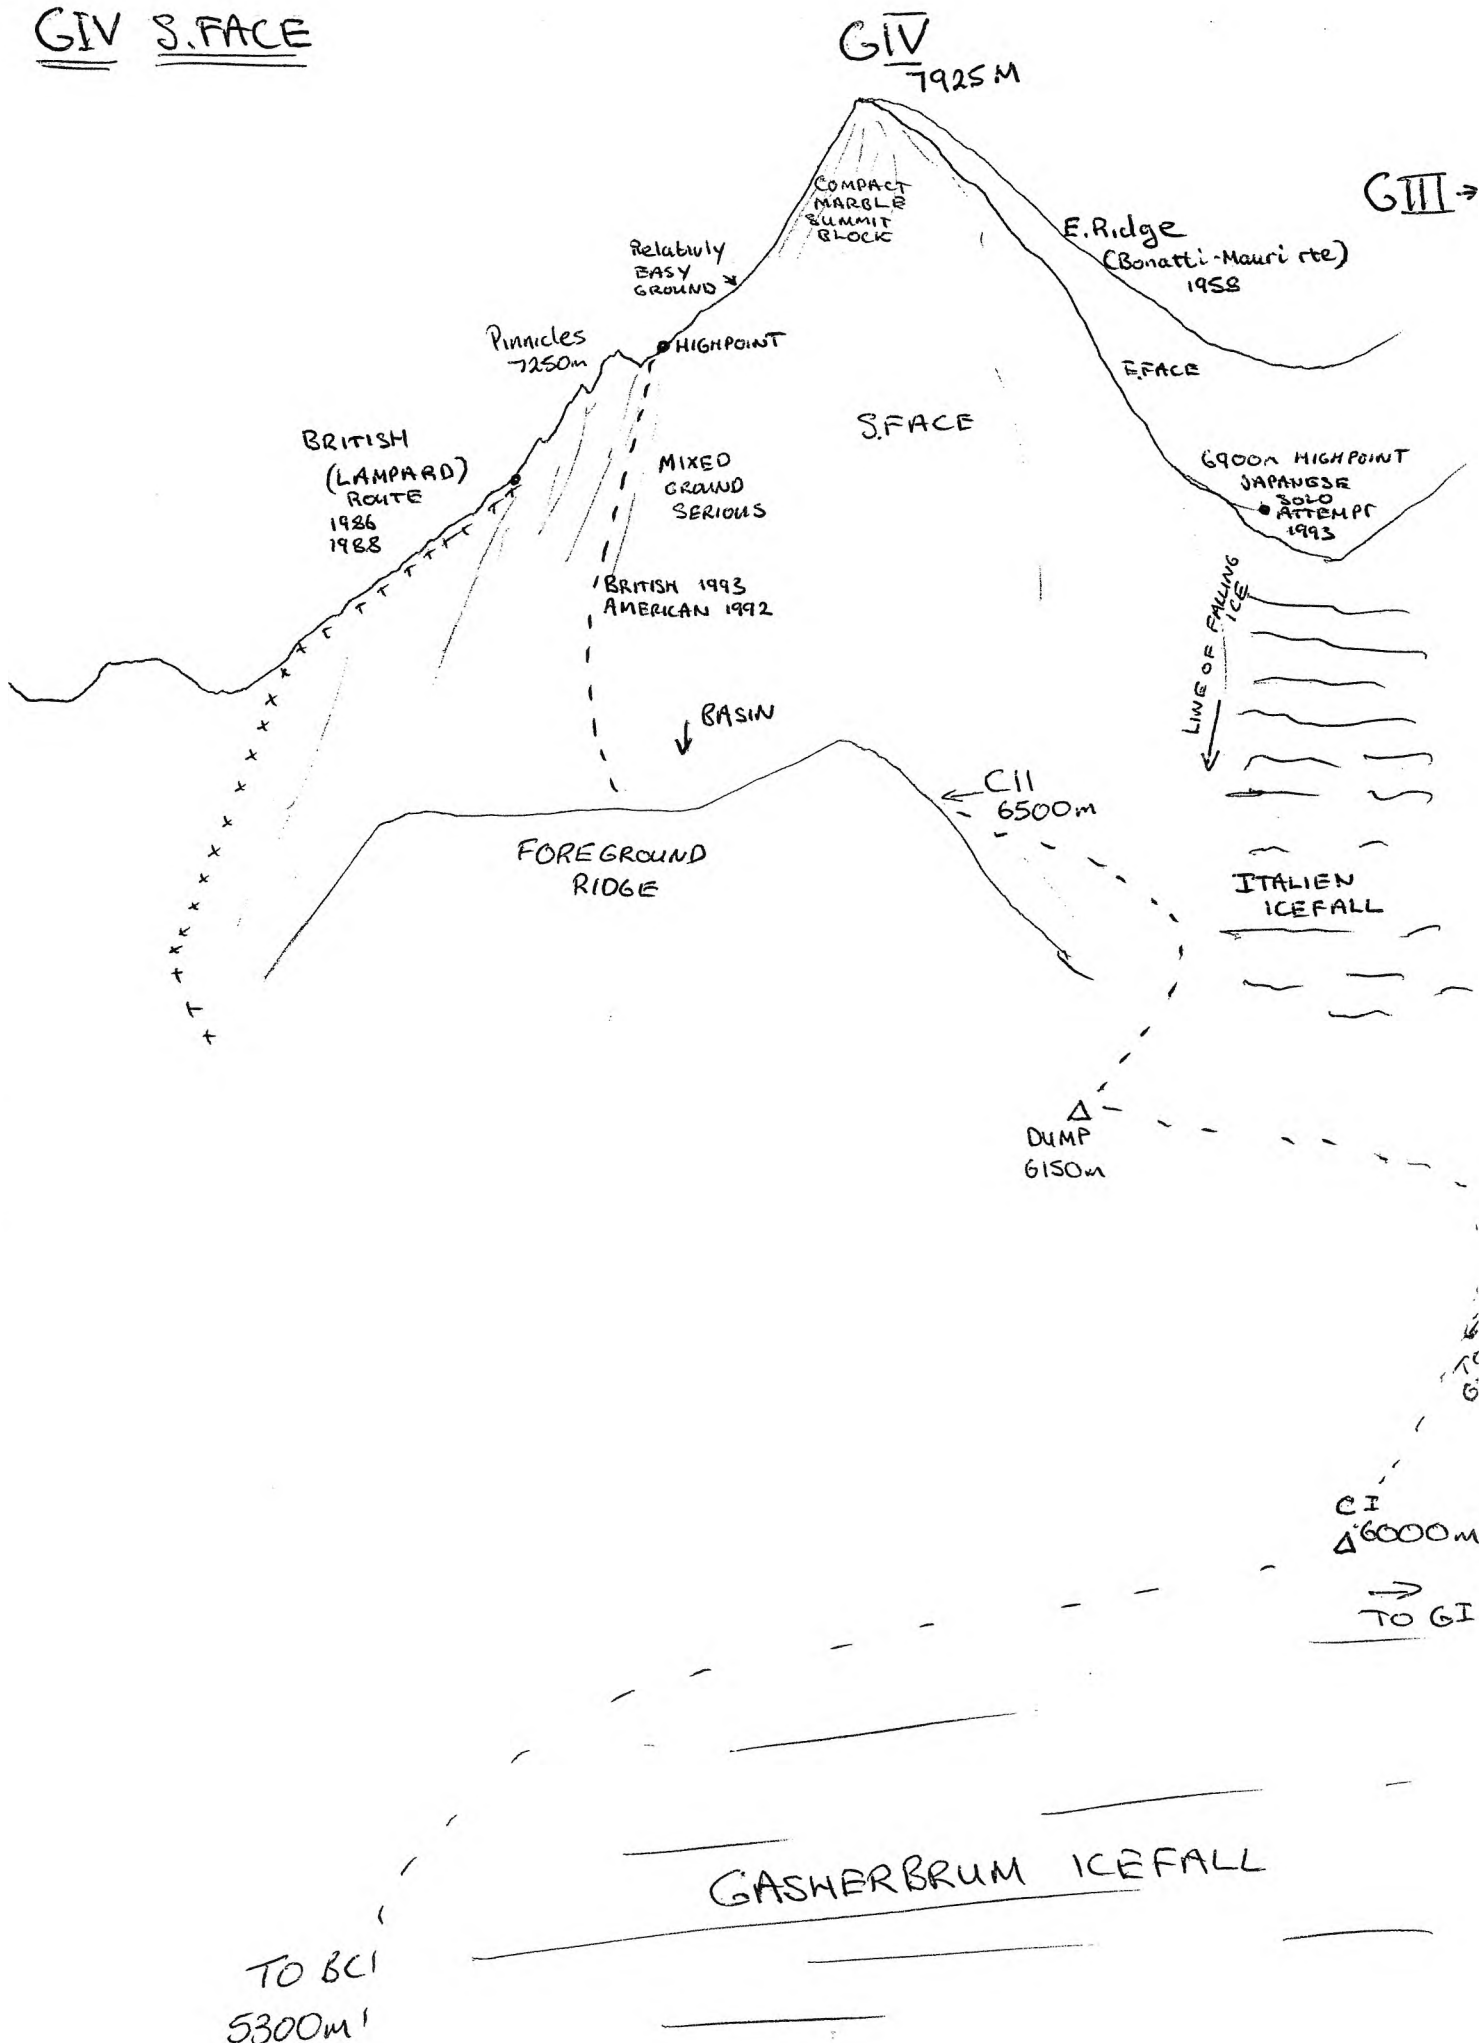 GIV S.FACE
GIV
7925M
GIII →
COMPACT
MARBLE
SUMMIT
BLOCK
E.Ridge
(Bonatti-Mauri rte)
1958
Relativly
EASY
GROUND
Pinnicles
7250m
HIGHPOINT
E.FACE
S.FACE
BRITISH
(LAMPARD)
ROUTE
1986
1988
MIXED
GROUND
SERIOUS
6900m HIGHPOINT
JAPANESE
SOLO
ATTEMPT
1993
BRITISH 1993
AMERICAN 1992
LINE OF FALLING
ICE
BASIN
CII
6500m
FOREGROUND
RIDGE
ITALIEN
ICEFALL
DUMP
6150m
CI
6000m
TO GI
GASHERBRUM ICEFALL
TO BC
5300m